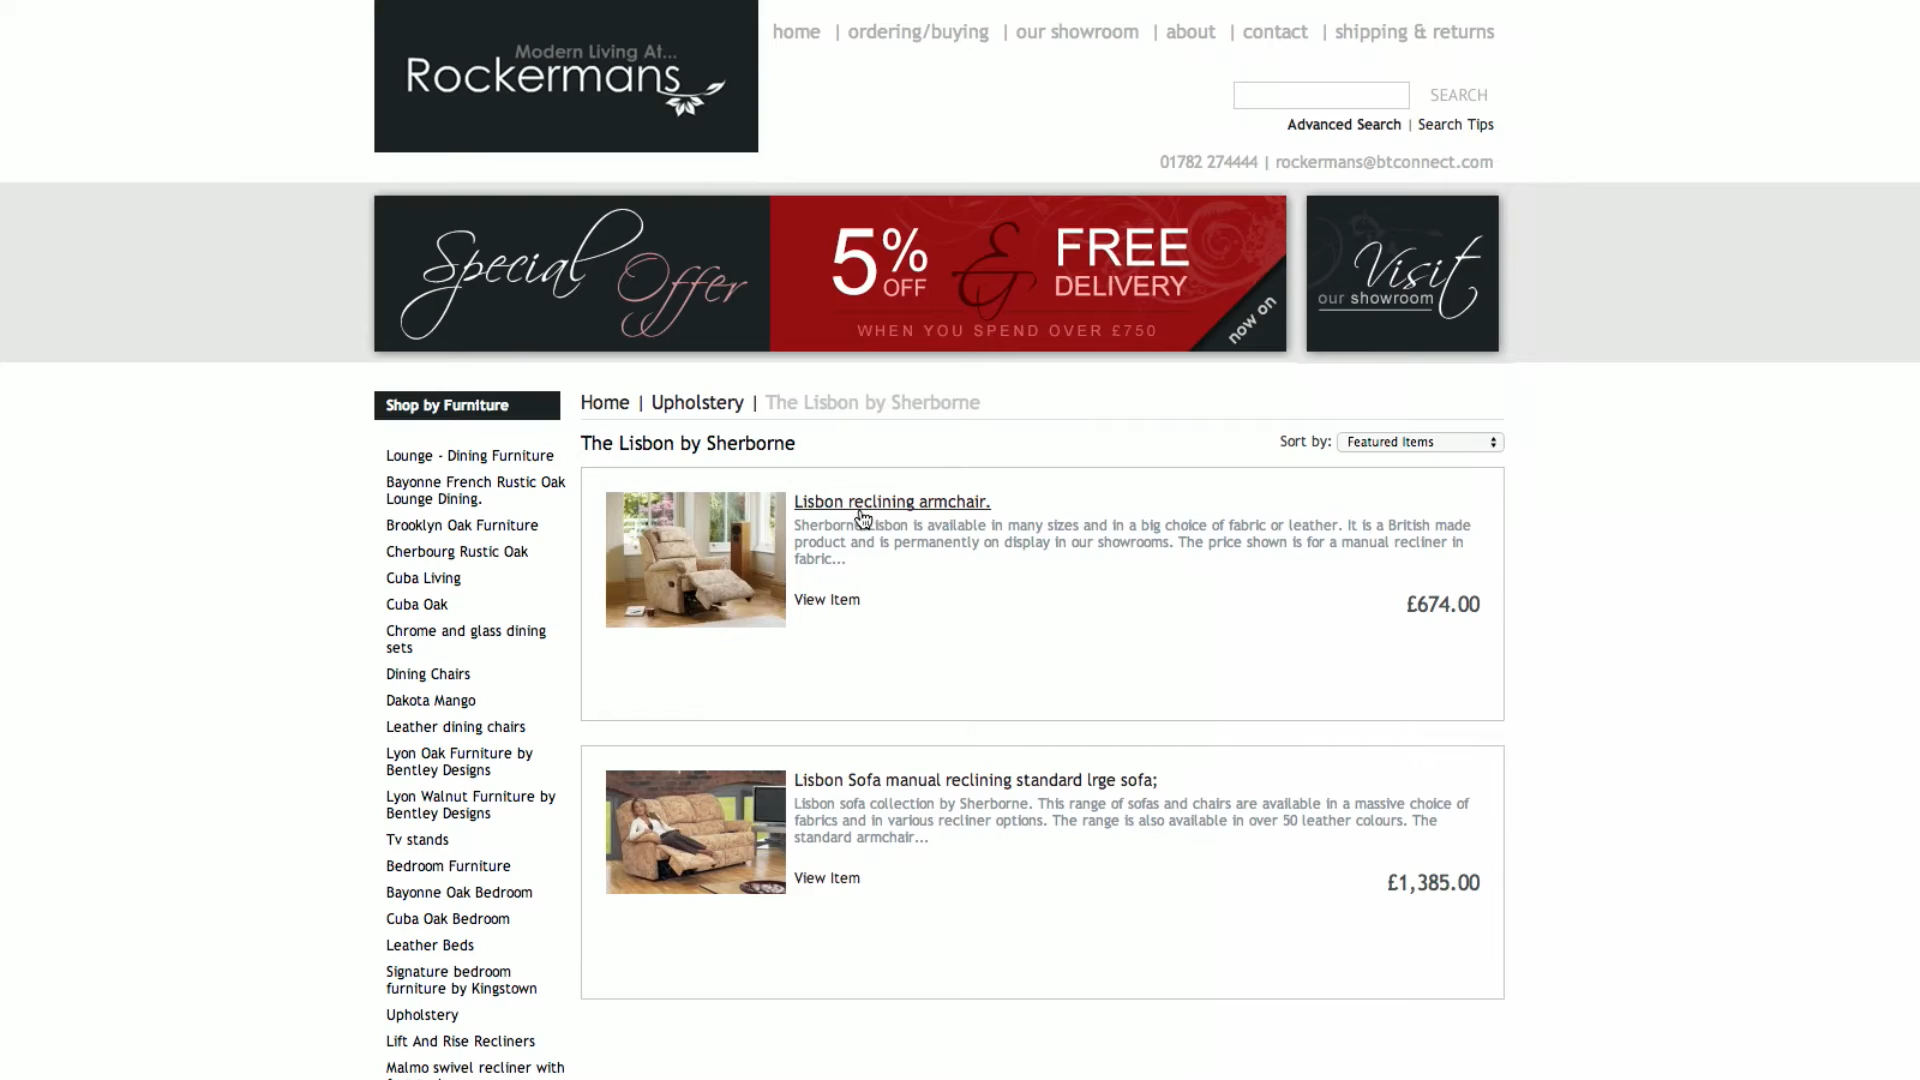 Modern Living At...
Rockermans
home | ordering/buying | our showroom | about | contact | shipping & returns
SEARCH
Advanced Search | Search Tips
01782 274444 | rockermans@btconnect.com
Special Offer
5% OFF & FREE DELIVERY
WHEN YOU SPEND OVER £750
now on
Visit
our showroom
Shop by Furniture
Lounge - Dining Furniture
Bayonne French Rustic Oak
Lounge Dining.
Brooklyn Oak Furniture
Cherbourg Rustic Oak
Cuba Living
Cuba Oak
Chrome and glass dining
sets
Dining Chairs
Dakota Mango
Leather dining chairs
Lyon Oak Furniture by
Bentley Designs
Lyon Walnut Furniture by
Bentley Designs
Tv stands
Bedroom Furniture
Bayonne Oak Bedroom
Cuba Oak Bedroom
Leather Beds
Signature bedroom
furniture by Kingstown
Upholstery
Lift And Rise Recliners
Malmo swivel recliner with
Home | Upholstery | The Lisbon by Sherborne
The Lisbon by Sherborne
Sort by: Featured Items
Lisbon reclining armchair.
Sherborne Lisbon is available in many sizes and in a big choice of fabric or leather. It is a British made
product and is permanently on display in our showrooms. The price shown is for a manual recliner in
fabric...
View Item
£674.00
Lisbon Sofa manual reclining standard lrge sofa;
Lisbon sofa collection by Sherborne. This range of sofas and chairs are available in a massive choice of
fabrics and in various recliner options. The range is also available in over 50 leather colours. The
standard armchair...
View Item
£1,385.00